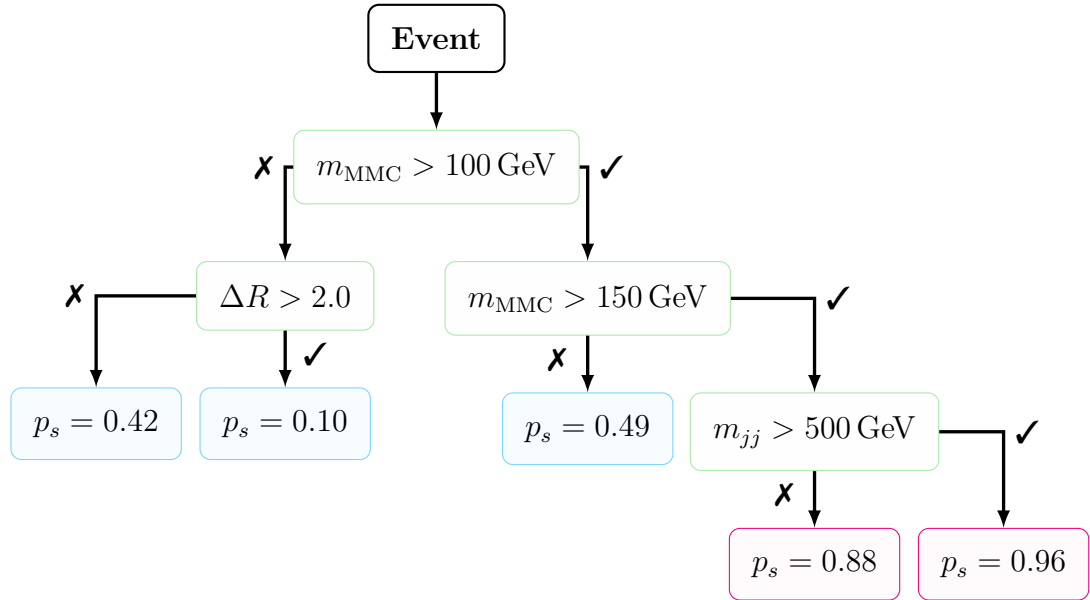 Event
m_MMC > 100 GeV
✗
✓
ΔR > 2.0
m_MMC > 150 GeV
✗
✓
✓
✗
p_s = 0.42
p_s = 0.10
p_s = 0.49
m_jj > 500 GeV
✓
✗
p_s = 0.88
p_s = 0.96